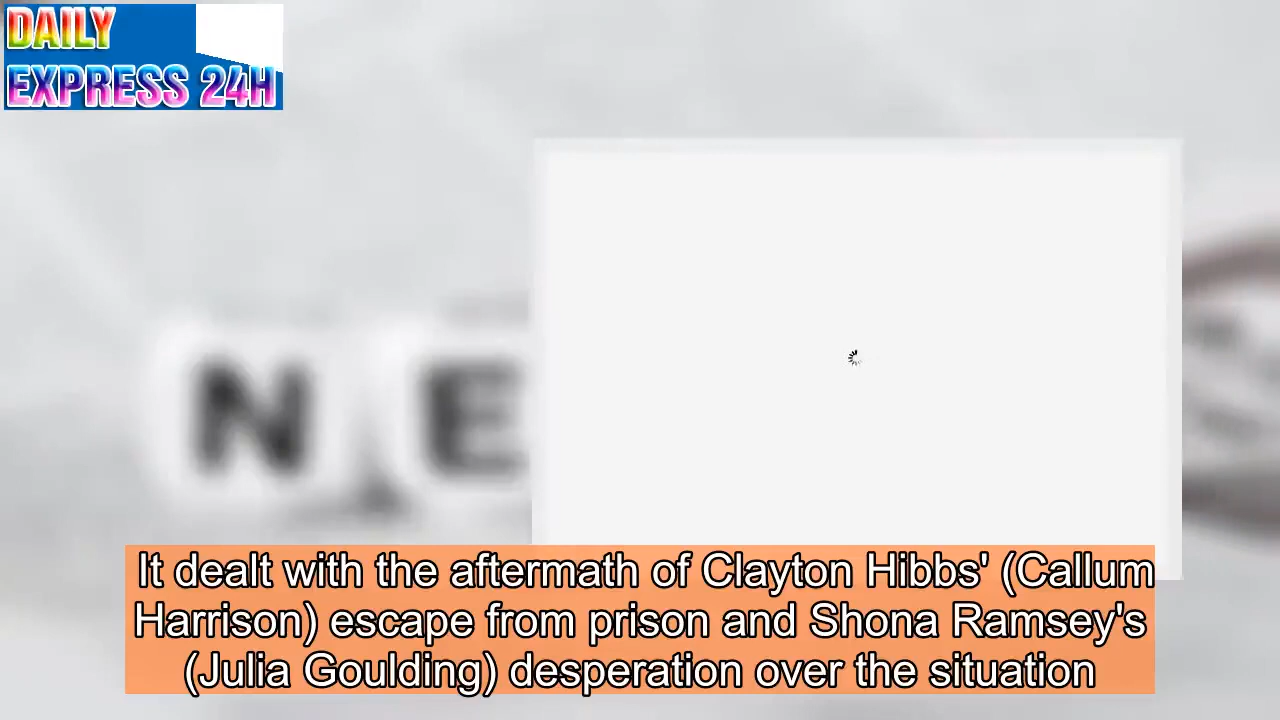 DAILY
EXPRESS 24H
N E
It dealt with the aftermath of Clayton Hibbs' (Callum
Harrison) escape from prison and Shona Ramsey's
(Julia Goulding) desperation over the situation